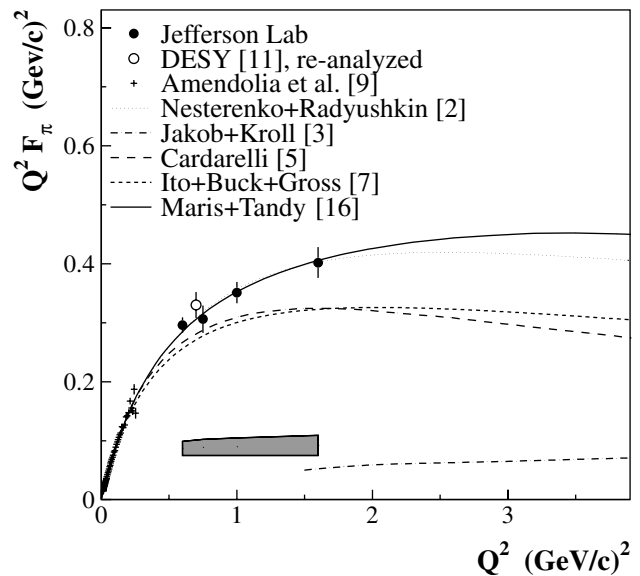 0.8
0.6
0.4
0.2
0
Q² F_π (Gev/c)²
Jefferson Lab
DESY [11], re-analyzed
Amendolia et al. [9]
Nesterenko+Radyushkin [2]
Jakob+Kroll [3]
Cardarelli [5]
Ito+Buck+Gross [7]
Maris+Tandy [16]
0 1 2 3
Q² (GeV/c)²